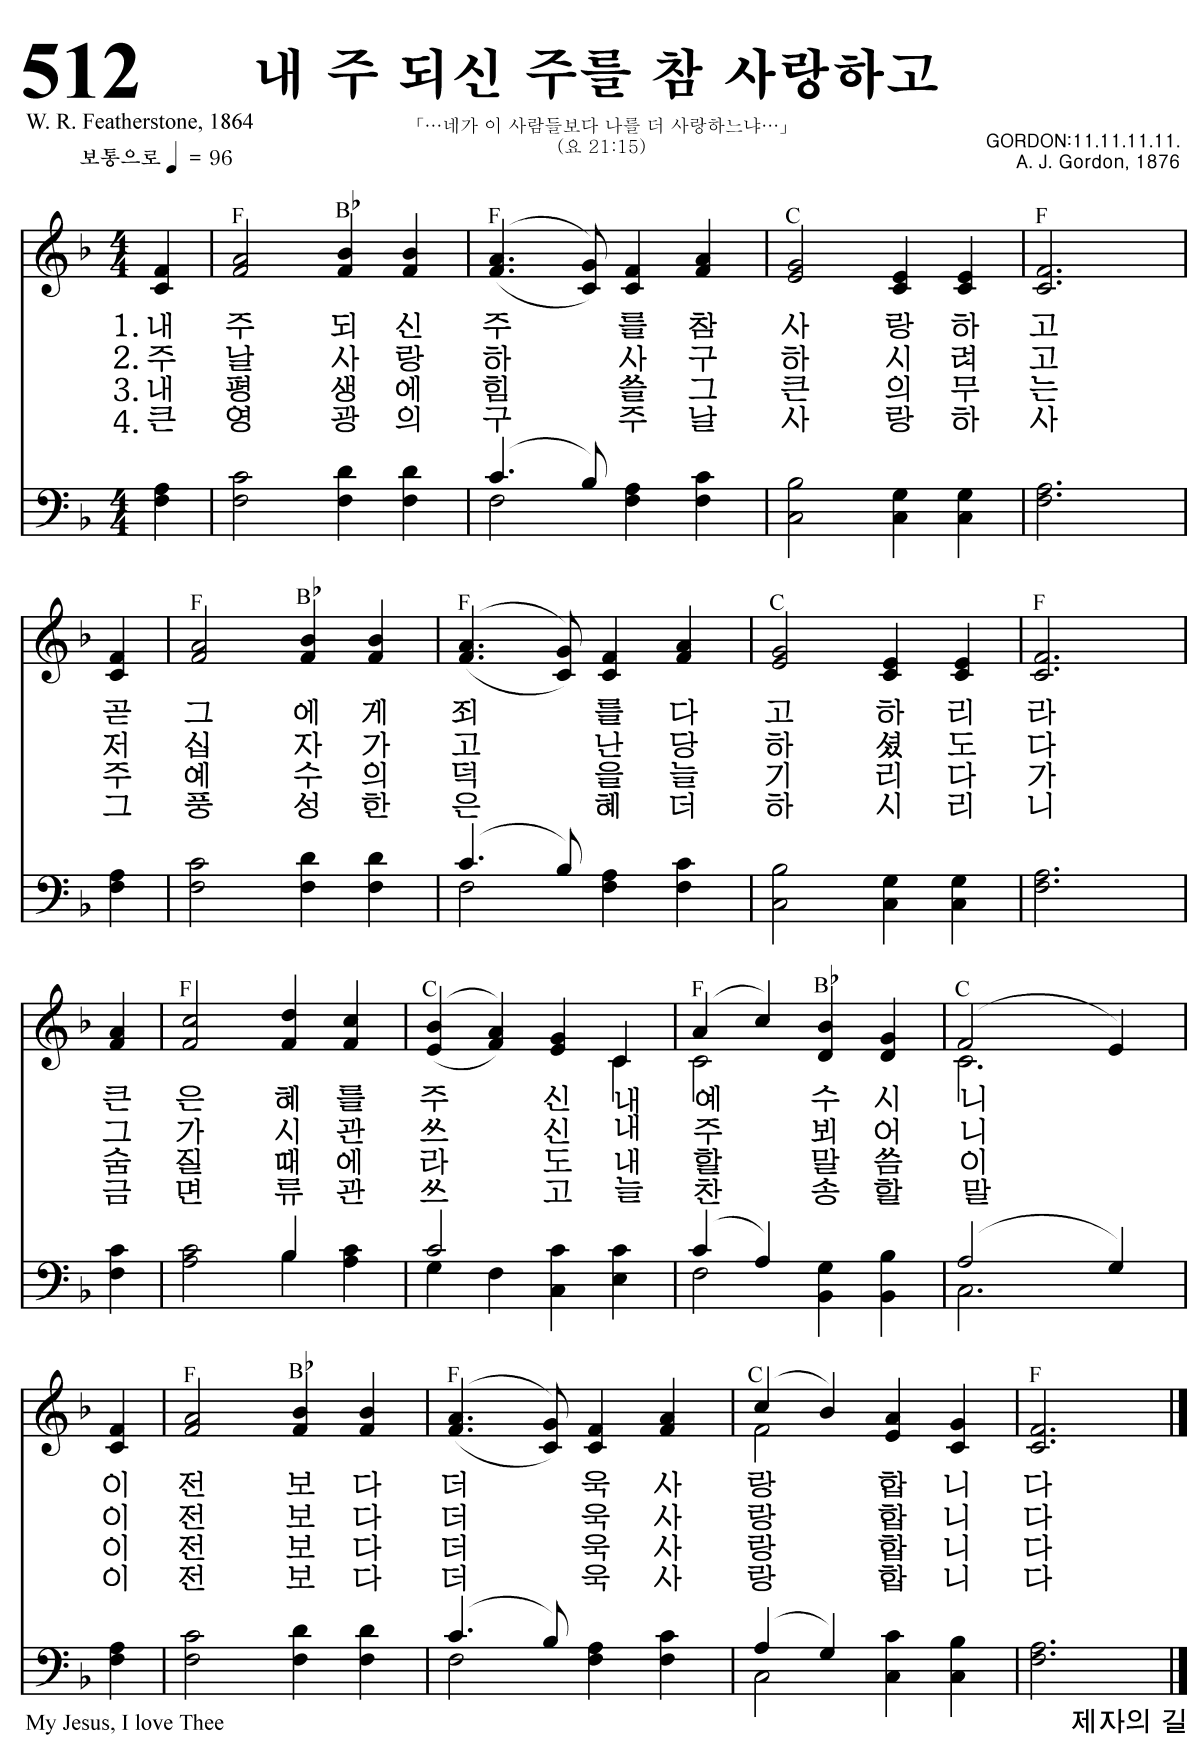 512 내 주 되신 주를 참 사랑하고
W. R. Featherstone, 1864
「…네가 이 사람들보다 나를 더 사랑하느냐…」
(요 21:15)
보통으로 ♩ = 96
GORDON:11.11.11.11.
A. J. Gordon, 1876
F B♭ F C F
4 4
1. 내 주 되 신 주 를 참 사 랑 하 고
2. 주 날 사 랑 하 사 구 하 시 려 고
3. 내 평 생 에 힘 쓸 그 큰 의 무 는
4. 큰 영 광 의 구 주 날 사 랑 하 사
4 4
F B♭ F C F
곧 그 에 게 죄 를 다 고 하 리 라
저 십 자 가 고 난 당 하 셨 도 다
주 예 수 의 덕 을 늘 기 리 다 가
그 풍 성 한 은 혜 더 하 시 리 니
F C F B♭ C
큰 은 혜 를 주 신 내 예 수 시 니
그 가 시 관 쓰 신 내 주 뵈 어 니
숨 질 때 에 라 도 내 할 말 씀 이
금 면 류 관 쓰 고 늘 찬 송 할 말
F B♭ F C F
이 전 보 다 더 욱 사 랑 합 니 다
이 전 보 다 더 욱 사 랑 합 니 다
이 전 보 다 더 욱 사 랑 합 니 다
이 전 보 다 더 욱 사 랑 합 니 다
My Jesus, I love Thee
제자의 길